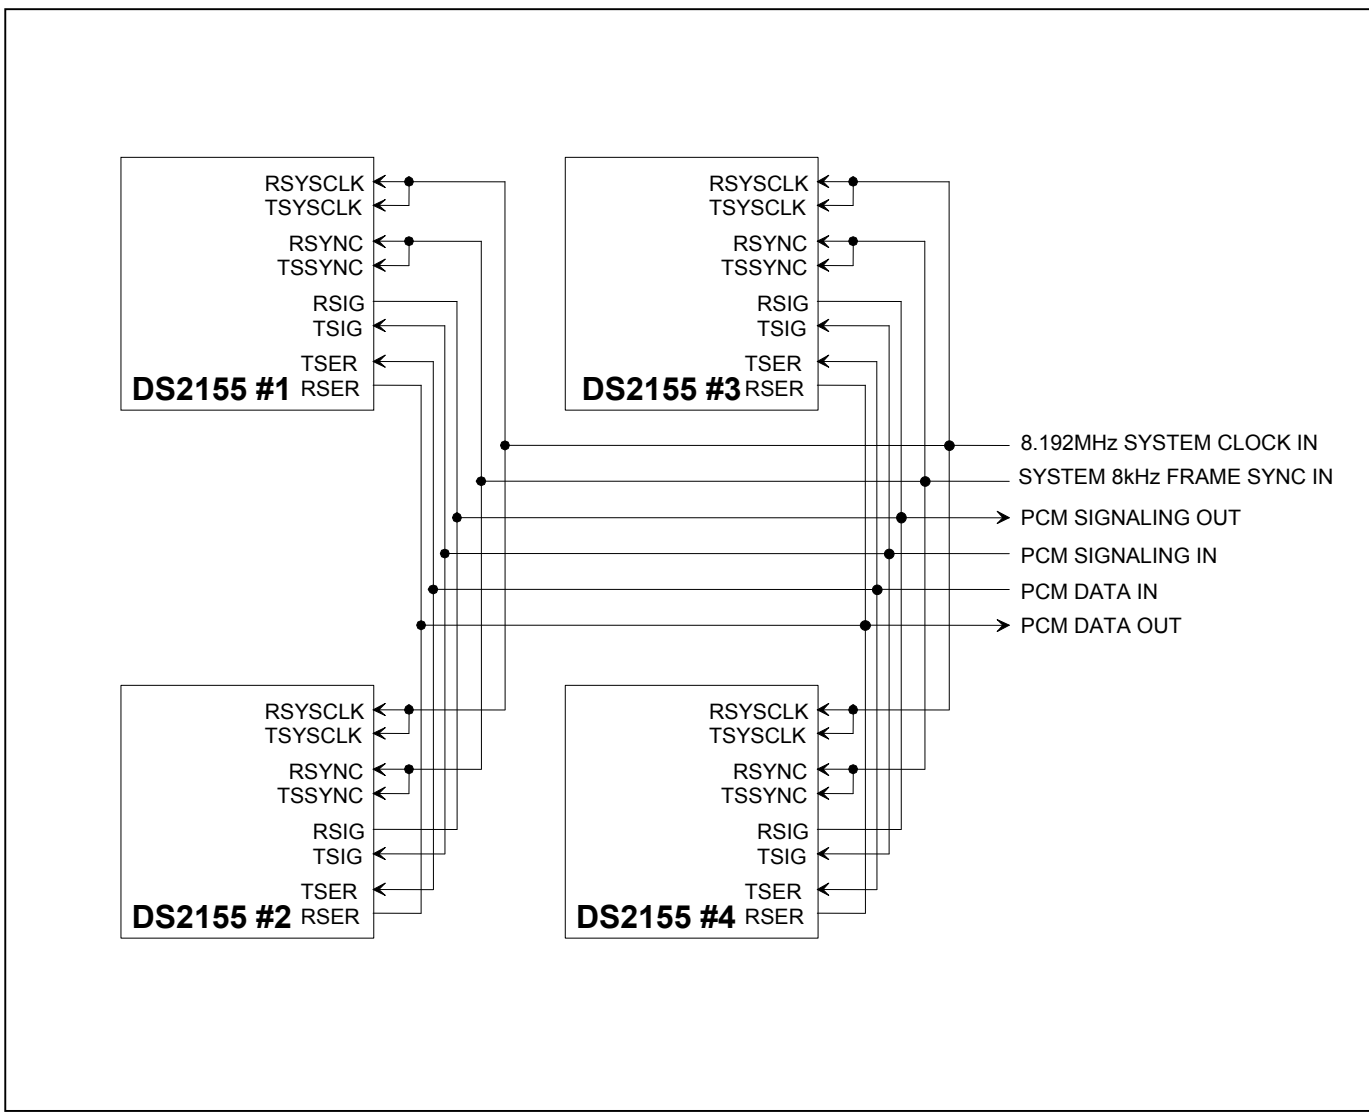 RSYSCLK
TSYSCLK
RSYNC
TSSYNC
RSIG
TSIG
TSER
DS2155 #1 RSER
RSYSCLK
TSYSCLK
RSYNC
TSSYNC
RSIG
TSIG
TSER
DS2155 #3 RSER
8.192MHz SYSTEM CLOCK IN
SYSTEM 8kHz FRAME SYNC IN
PCM SIGNALING OUT
PCM SIGNALING IN
PCM DATA IN
PCM DATA OUT
RSYSCLK
TSYSCLK
RSYNC
TSSYNC
RSIG
TSIG
TSER
DS2155 #2 RSER
RSYSCLK
TSYSCLK
RSYNC
TSSYNC
RSIG
TSIG
TSER
DS2155 #4 RSER